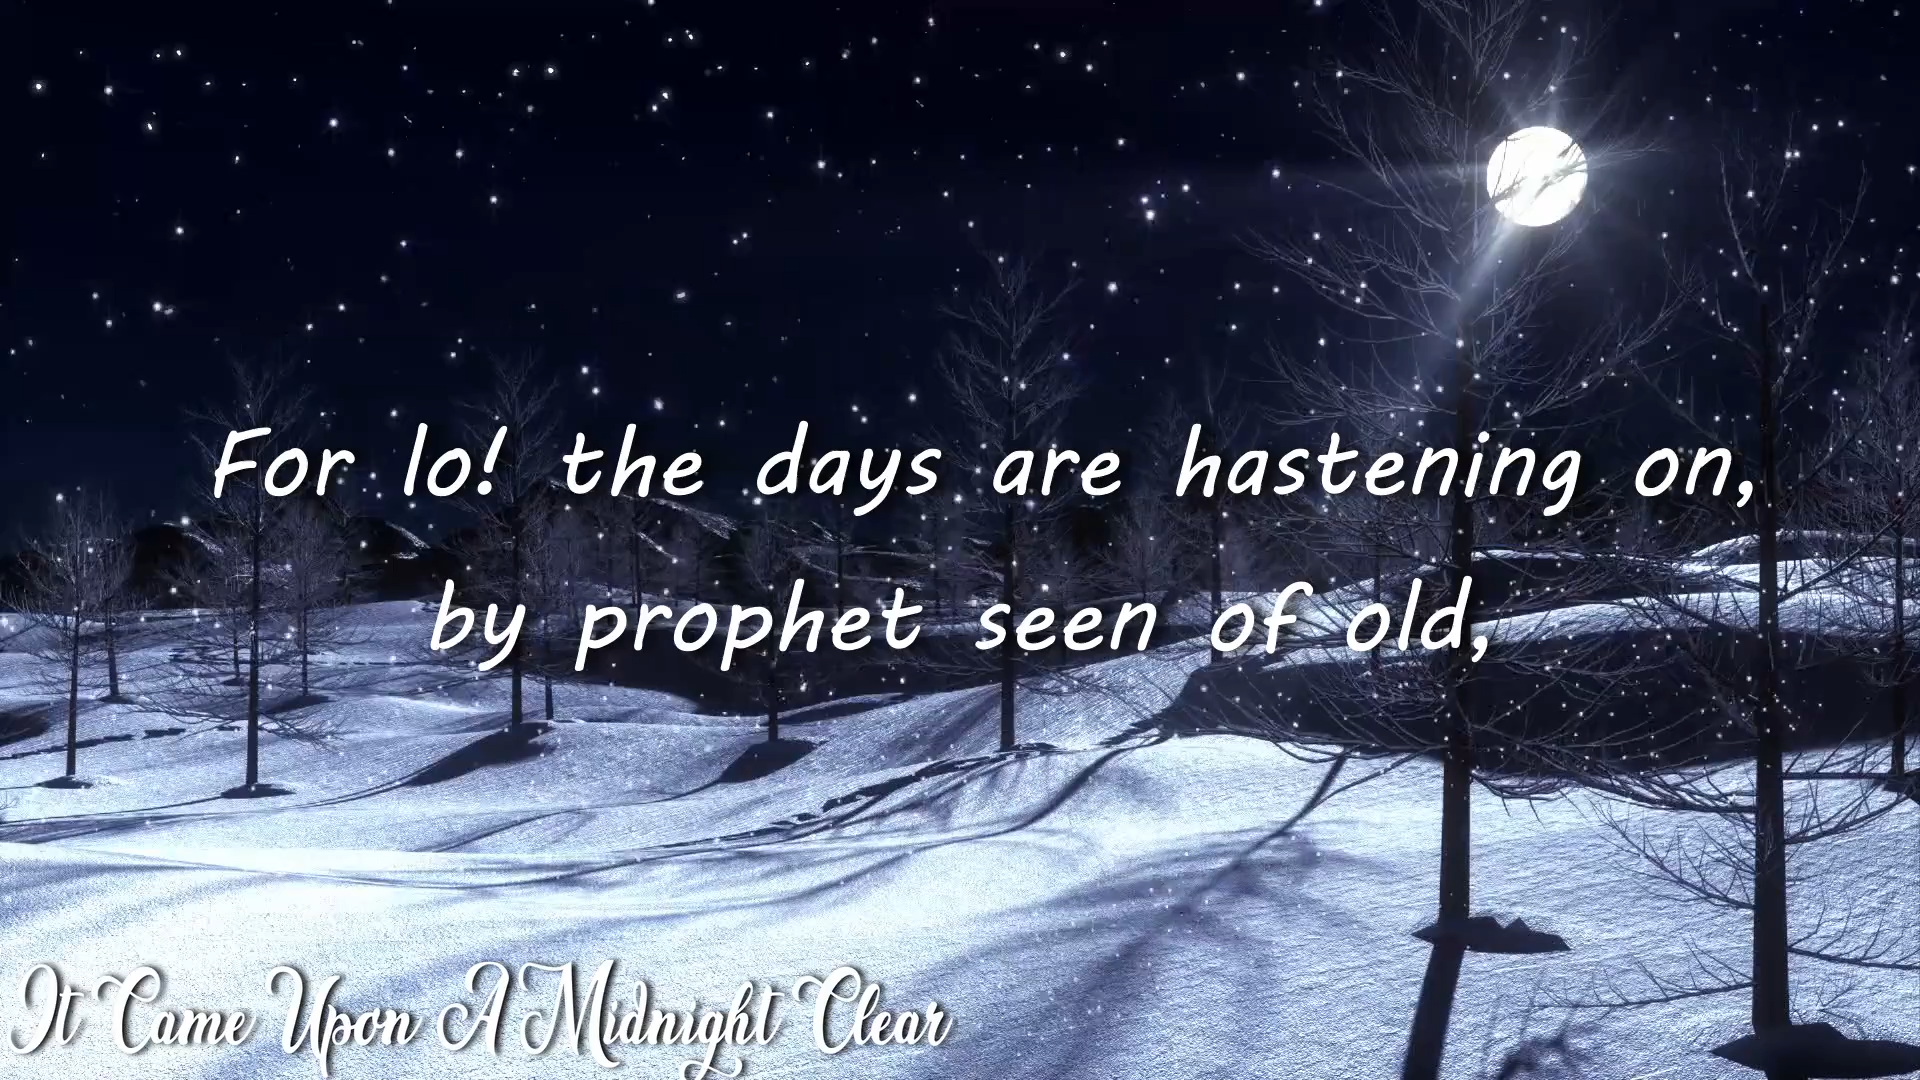 For lo! the days are hastening on,
by prophet seen of old,
It Came Upon A Midnight Clear